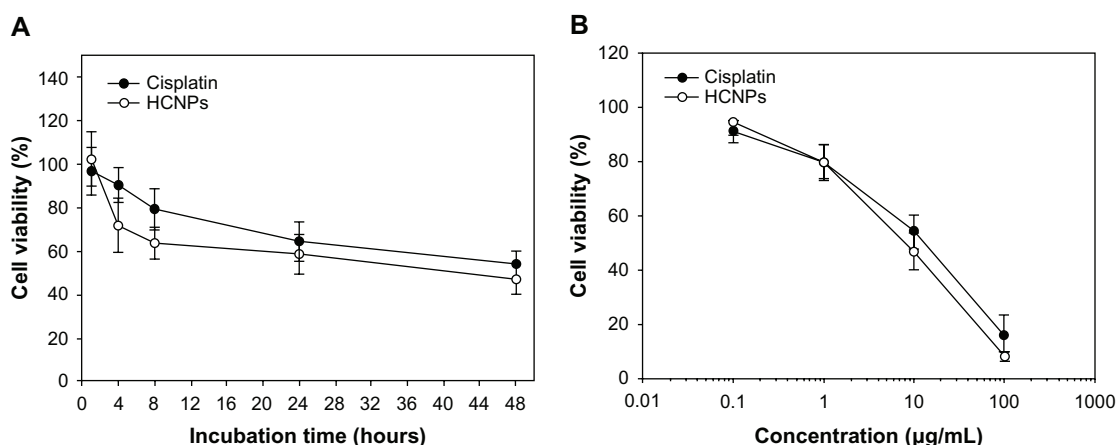 A
140
120
100
80
60
40
20
0
Cell viability (%)
Cisplatin
HCNPs
0 4 8 12 16 20 24 28 32 36 40 44 48
Incubation time (hours)
B
120
100
80
60
40
20
0
Cell viability (%)
Cisplatin
HCNPs
0.01 0.1 1 10 100 1000
Concentration (µg/mL)